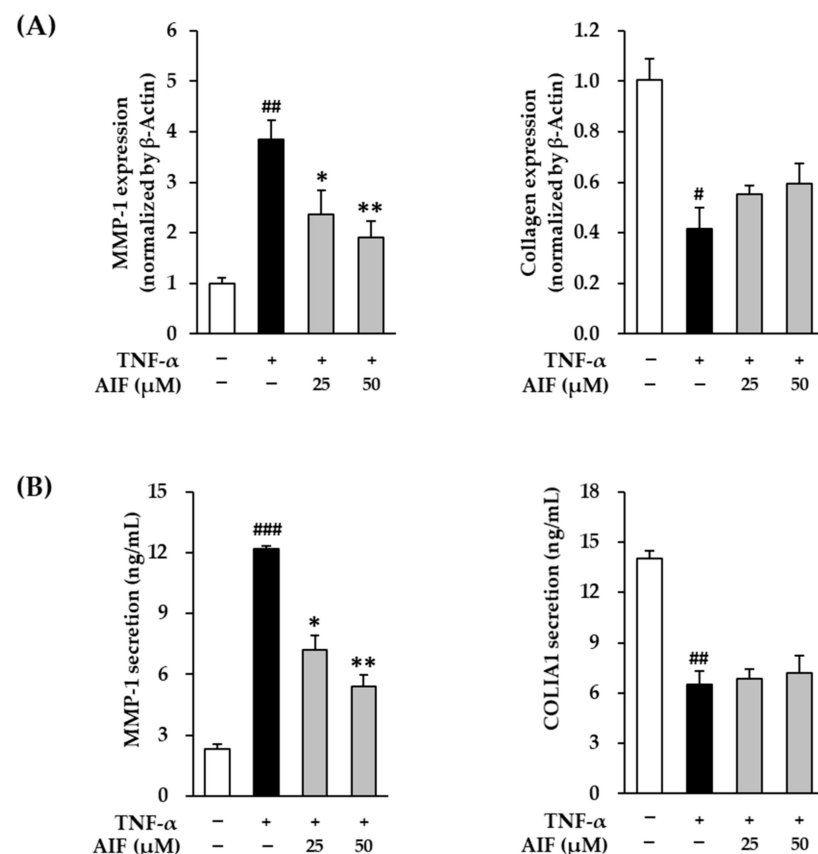 (A)
MMP-1 expression
(normalized by β-Actin)
6
5
4
3
2
1
0
##
*
**
TNF-α − + + +
AIF (μM) − − 25 50
Collagen expression
(normalized by β-Actin)
1.2
1.0
0.8
0.6
0.4
0.2
0.0
#
TNF-α − + + +
AIF (μM) − − 25 50
(B)
MMP-1 secretion (ng/mL)
15
12
9
6
3
0
###
*
**
TNF-α − + + +
AIF (μM) − − 25 50
COLIA1 secretion (ng/mL)
18
15
12
9
6
3
0
##
TNF-α − + + +
AIF (μM) − − 25 50